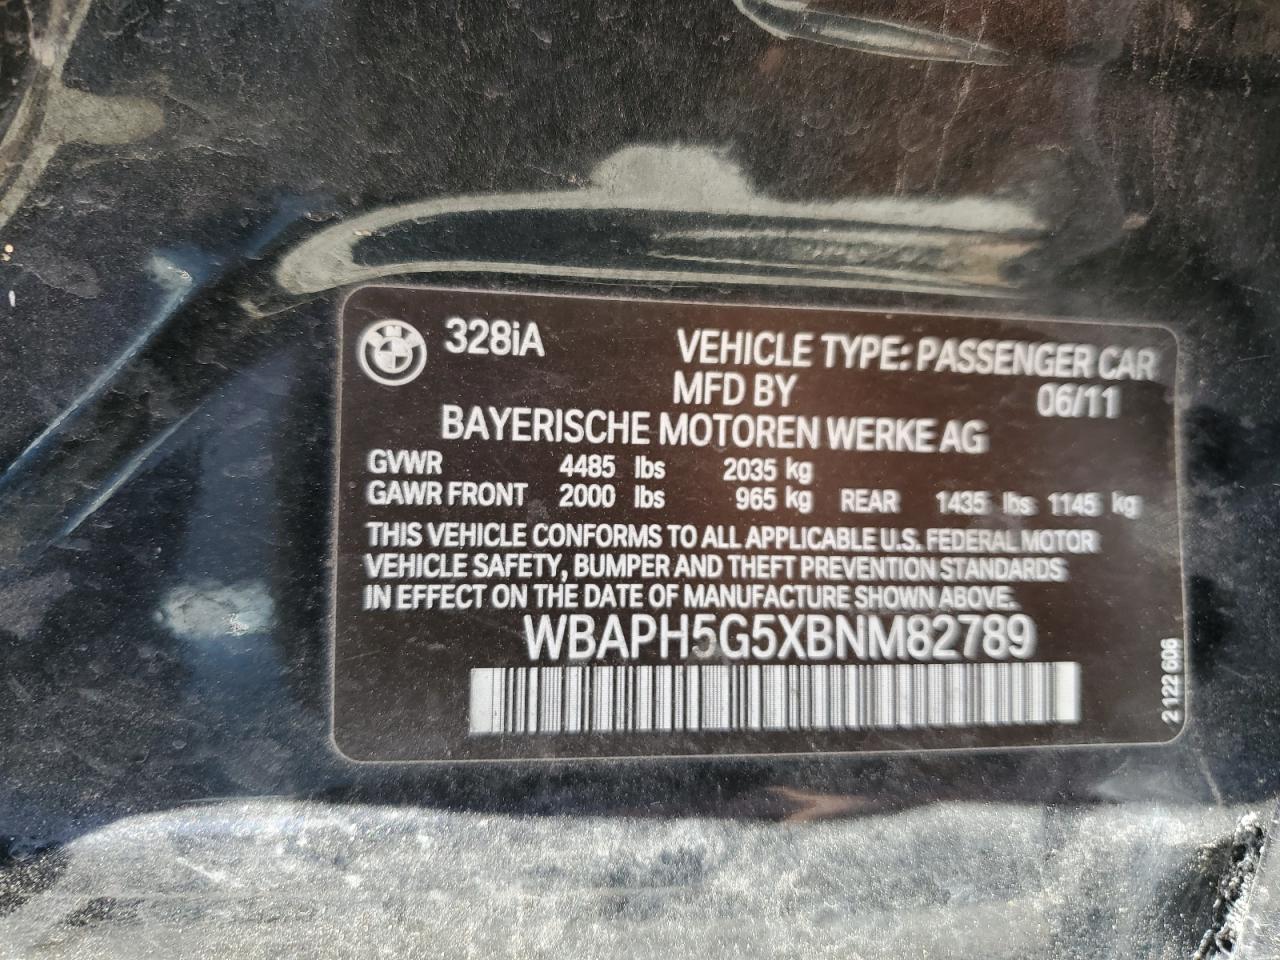 328iA
VEHICLE TYPE: PASSENGER CAR
MFD BY 06/11
BAYERISCHE MOTOREN WERKE AG
GVWR 4485 lbs 2035 kg
GAWR FRONT 2000 lbs 965 kg REAR 1435 lbs 1145 kg
THIS VEHICLE CONFORMS TO ALL APPLICABLE U.S. FEDERAL MOTOR
VEHICLE SAFETY, BUMPER AND THEFT PREVENTION STANDARDS
IN EFFECT ON THE DATE OF MANUFACTURE SHOWN ABOVE.
WBAPH5G5XBNM82789
2 122 606